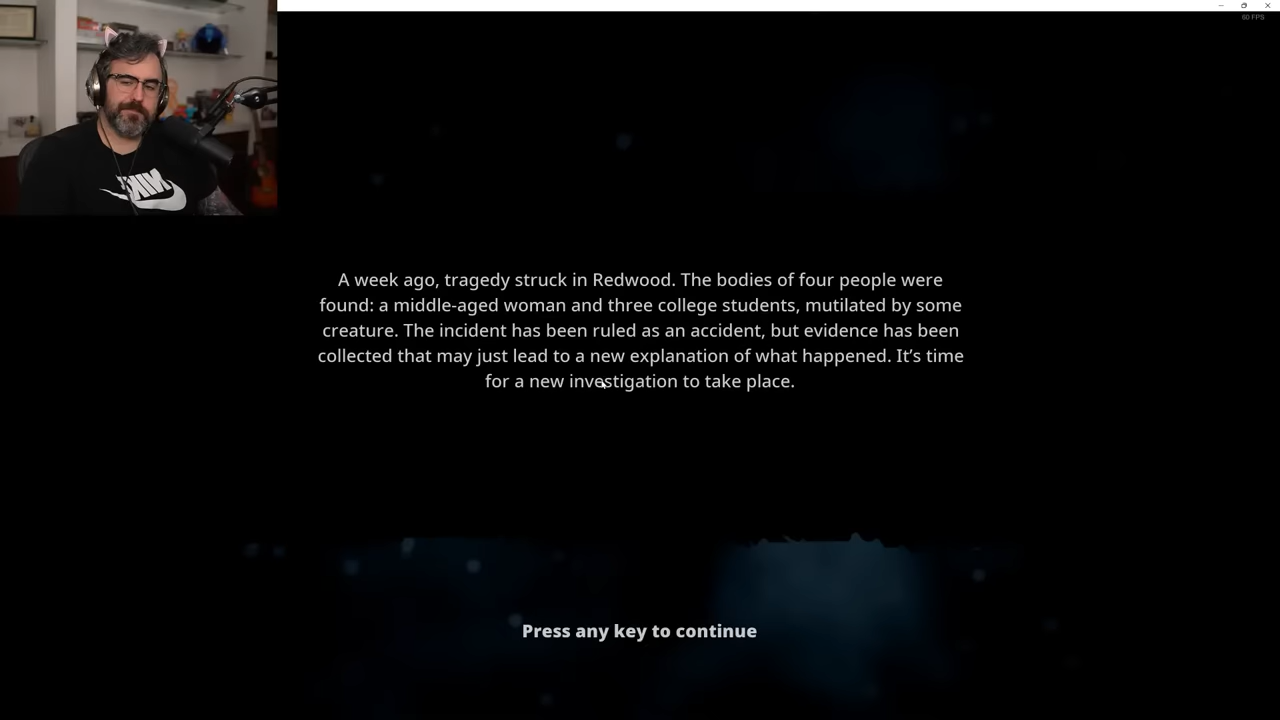 60 FPS
A week ago, tragedy struck in Redwood. The bodies of four people were
found: a middle-aged woman and three college students, mutilated by some
creature. The incident has been ruled as an accident, but evidence has been
collected that may just lead to a new explanation of what happened. It’s time
for a new investigation to take place.
Press any key to continue